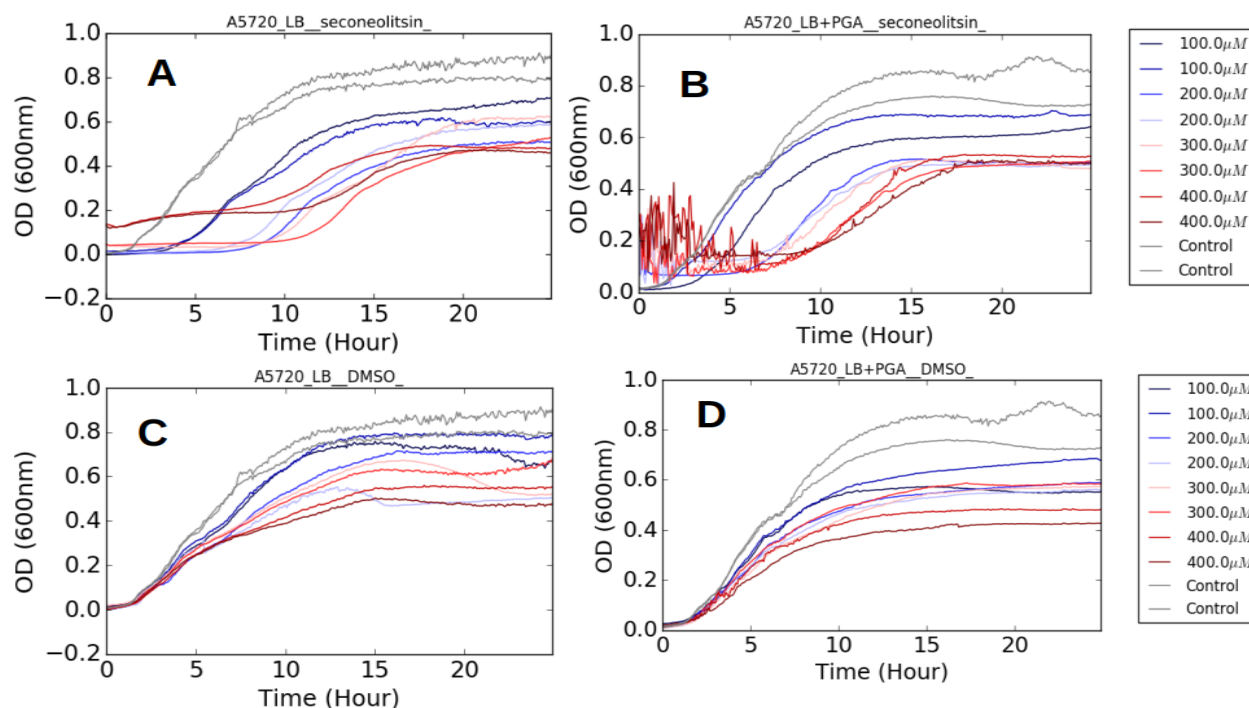 A5720_LB__seconeolitsin_
A
OD (600nm)
1.0
0.8
0.6
0.4
0.2
0.0
−0.2
0
5
10
15
20
Time (Hour)
A5720_LB+PGA__seconeolitsin_
B
OD (600nm)
1.0
0.8
0.6
0.4
0.2
0.0
0
5
10
15
20
Time (Hour)
100.0μM
100.0μM
200.0μM
200.0μM
300.0μM
300.0μM
400.0μM
400.0μM
Control
Control
A5720_LB__DMSO_
C
OD (600nm)
1.0
0.8
0.6
0.4
0.2
0.0
−0.2
0
5
10
15
20
Time (Hour)
A5720_LB+PGA__DMSO_
D
OD (600nm)
1.0
0.8
0.6
0.4
0.2
0.0
0
5
10
15
20
Time (Hour)
100.0μM
100.0μM
200.0μM
200.0μM
300.0μM
300.0μM
400.0μM
400.0μM
Control
Control